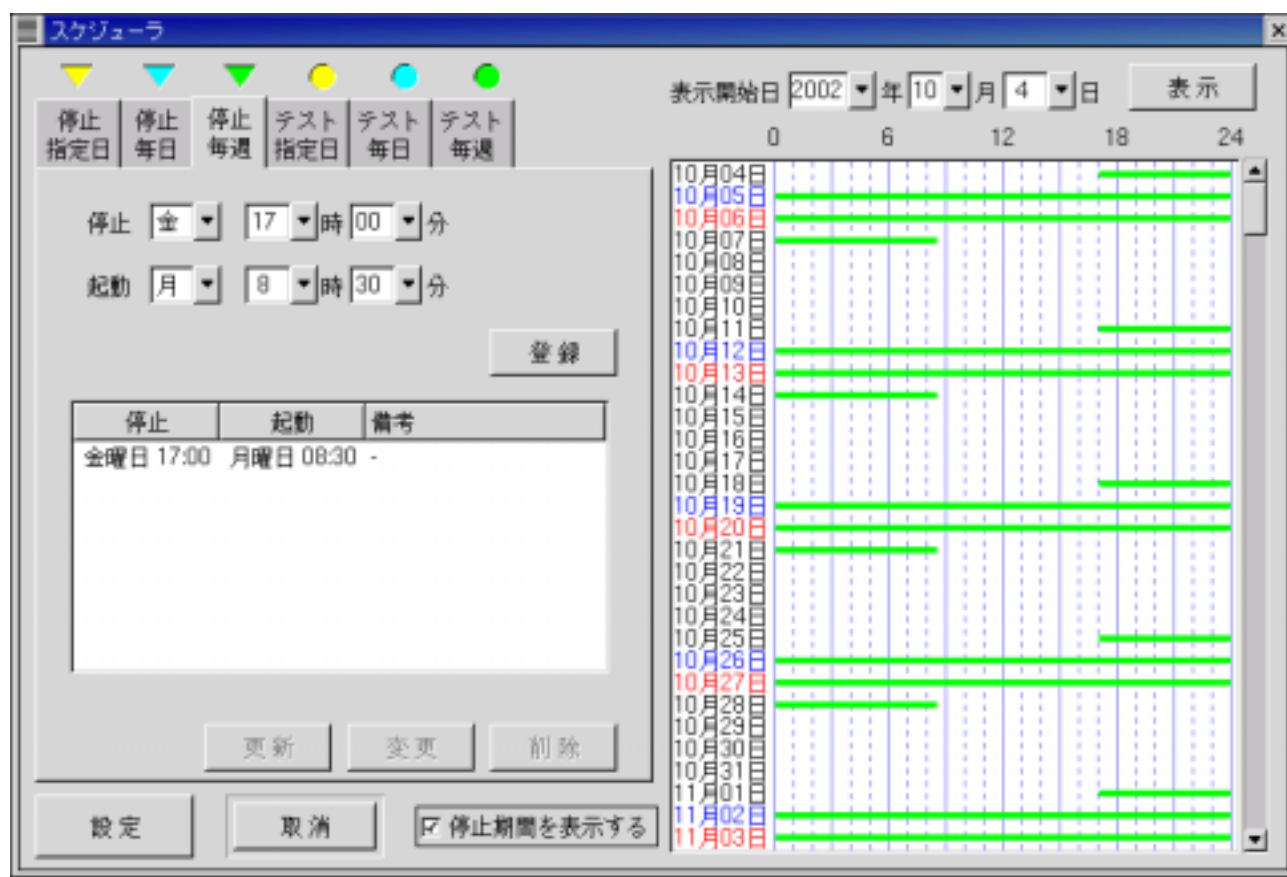 スケジューラ
停止 指定日
停止 毎日
停止 毎週
テスト 指定日
テスト 毎日
テスト 毎週
停止 金 17 時 00 分
起動 月 8 時 30 分
登録
停止 起動 備考
金曜日 17:00 月曜日 08:30 -
更新 変更 削除
設定 取消 停止期間を表示する
表示開始日 2002 年 10 月 4 日 表示
0 6 12 18 24
10月04日
10月05日
10月06日
10月07日
10月08日
10月09日
10月10日
10月11日
10月12日
10月13日
10月14日
10月15日
10月16日
10月17日
10月18日
10月19日
10月20日
10月21日
10月22日
10月23日
10月24日
10月25日
10月26日
10月27日
10月28日
10月29日
10月30日
10月31日
11月01日
11月02日
11月03日